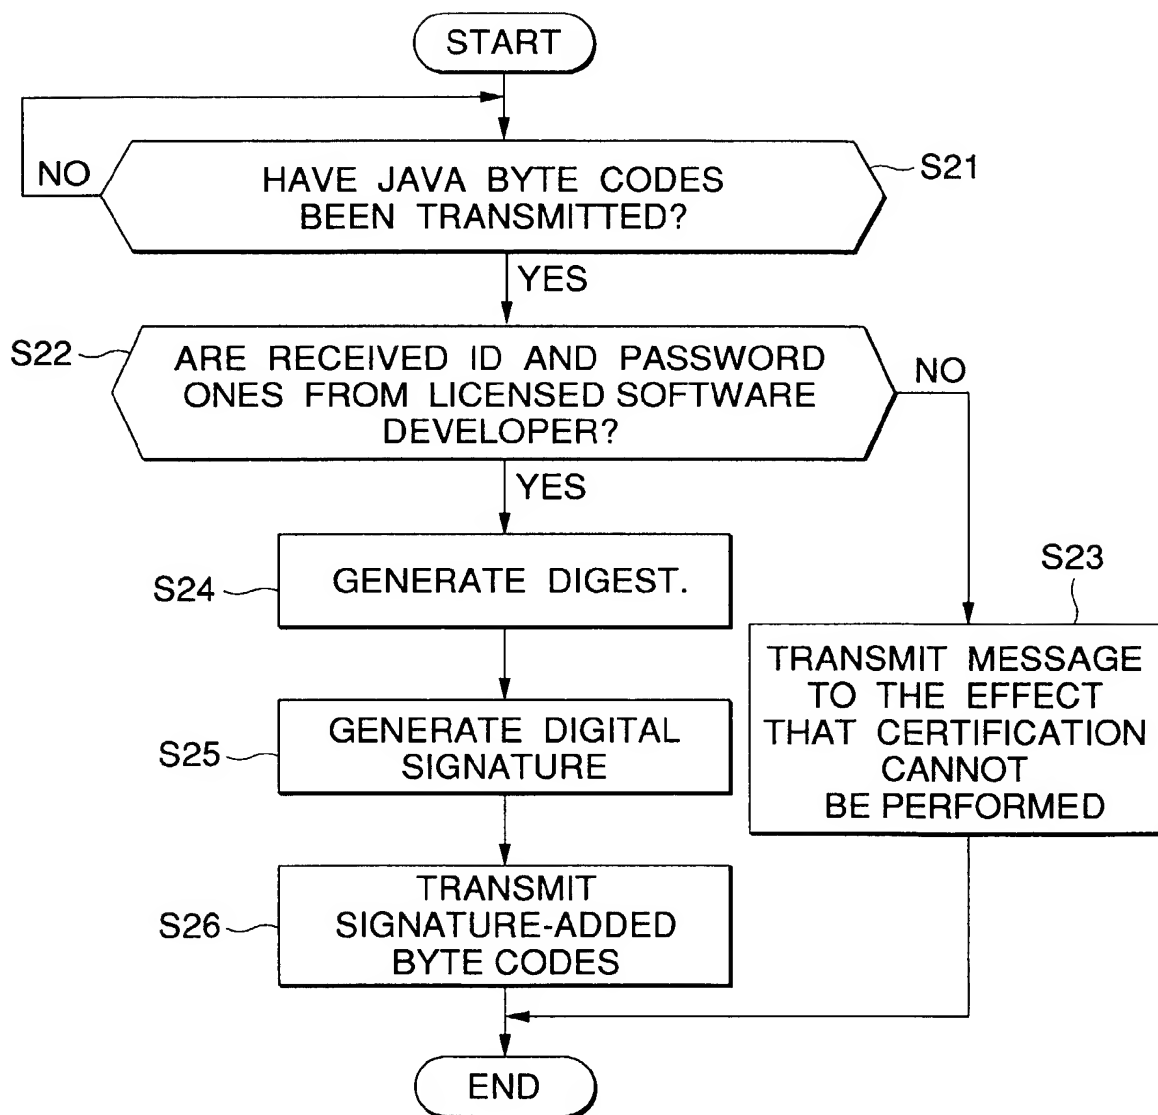 START
NO
HAVE JAVA BYTE CODES
BEEN TRANSMITTED?
S21
YES
S22
ARE RECEIVED ID AND PASSWORD
ONES FROM LICENSED SOFTWARE
DEVELOPER?
NO
YES
S24
GENERATE DIGEST.
S23
TRANSMIT MESSAGE
TO THE EFFECT
THAT CERTIFICATION
CANNOT
BE PERFORMED
S25
GENERATE DIGITAL
SIGNATURE
S26
TRANSMIT
SIGNATURE-ADDED
BYTE CODES
END